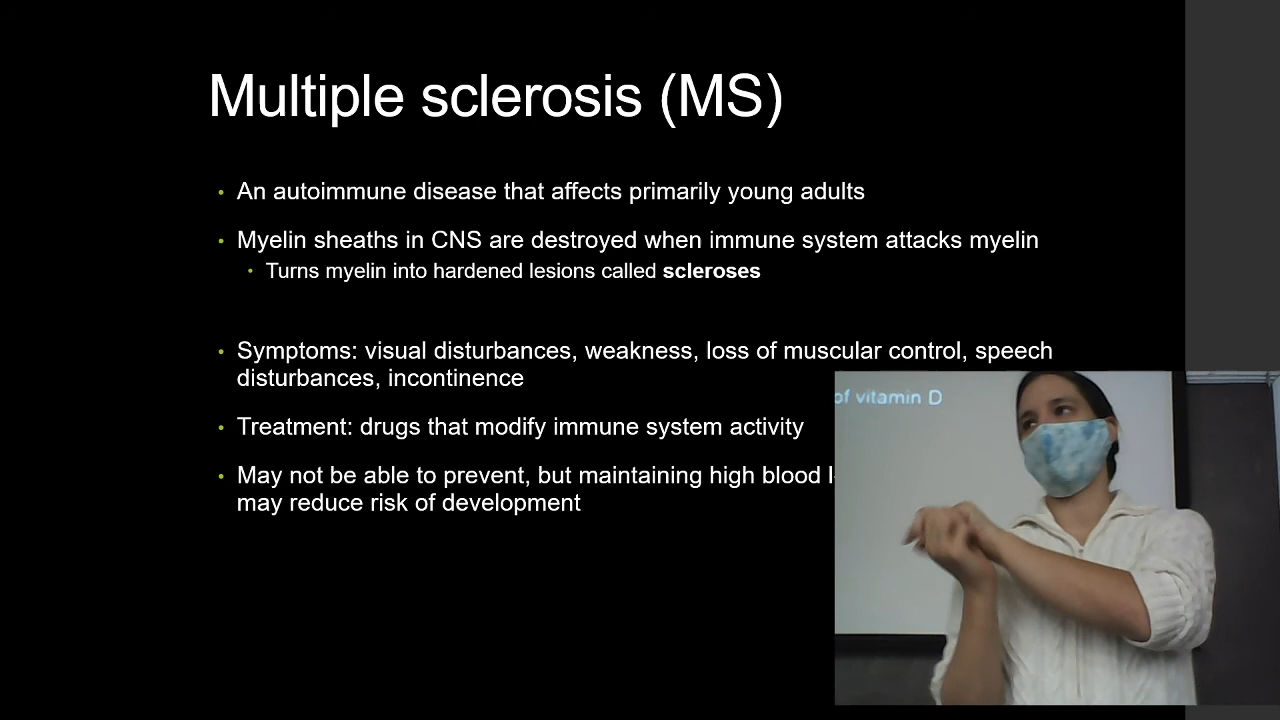 Multiple sclerosis (MS)
An autoimmune disease that affects primarily young adults
Myelin sheaths in CNS are destroyed when immune system attacks myelin
Turns myelin into hardened lesions called scleroses
Symptoms: visual disturbances, weakness, loss of muscular control, speech
disturbances, incontinence
of vitamin D
Treatment: drugs that modify immune system activity
May not be able to prevent, but maintaining high blood
may reduce risk of development